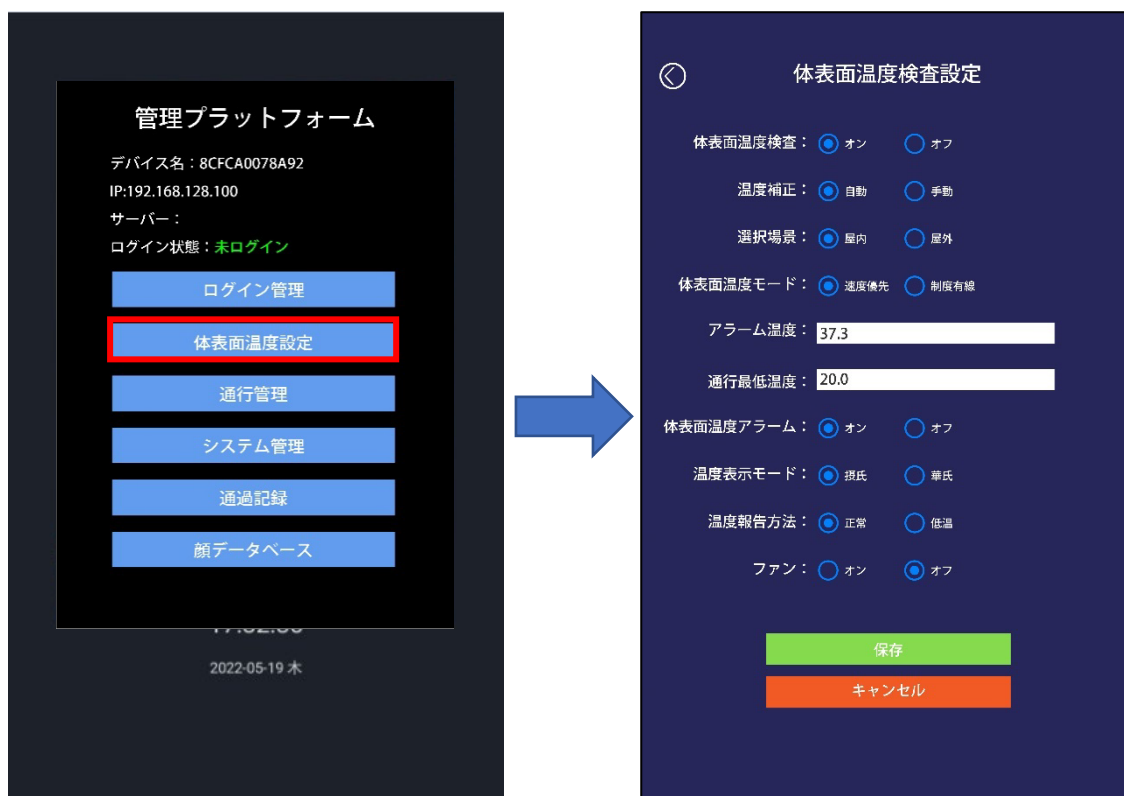 管理プラットフォーム
デバイス名：8CFCA0078A92
IP:192.168.128.100
サーバー：
ログイン状態：未ログイン
ログイン管理
体表面温度設定
通行管理
システム管理
通過記録
顔データベース
2022-05-19 木
体表面温度検査設定
体表面温度検査： オン オフ
温度補正： 自動 手動
選択場景： 屋内 屋外
体表面温度モード：速度優先 制度有線
アラーム温度： 37.3
通行最低温度： 20.0
体表面温度アラーム： オン オフ
温度表示モード： 摂氏 華氏
温度報告方法： 正常 低温
ファン： オン オフ
保存
キャンセル